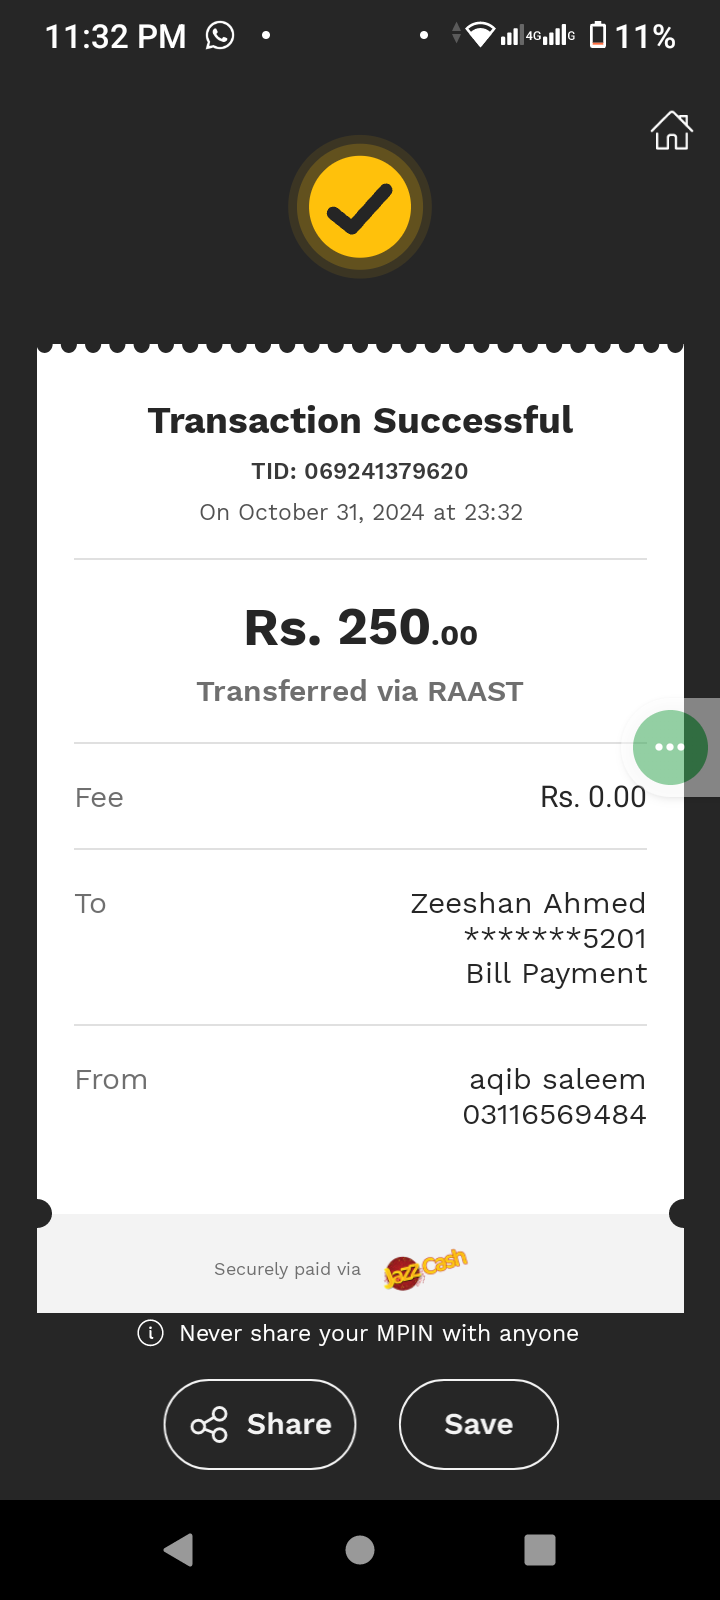 11:32 PM 4G G 11%
Transaction Successful
TID: 069241379620
On October 31, 2024 at 23:32
Rs. 250.00
Transferred via RAAST
Fee Rs. 0.00
To Zeeshan Ahmed
*******5201
Bill Payment
From aqib saleem
03116569484
Securely paid via JazzCash
Never share your MPIN with anyone
Share Save